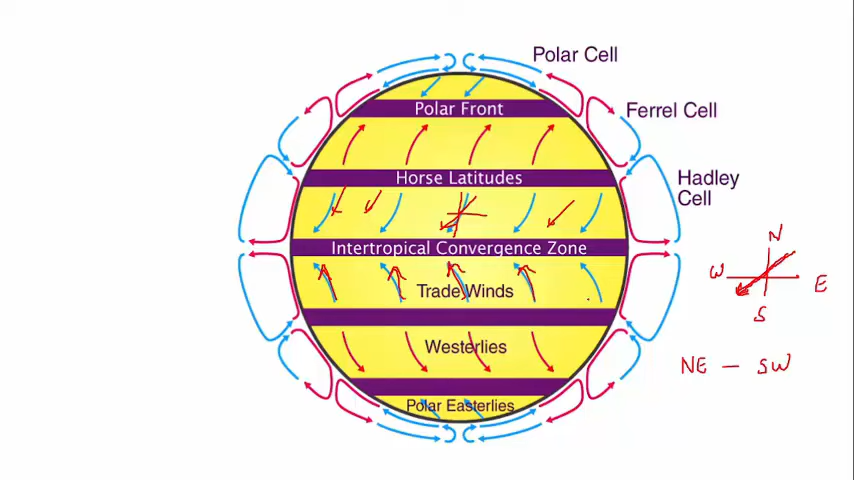 Polar Cell
Polar Front
Ferrel Cell
Horse Latitudes
Hadley
Cell
Intertropical Convergence Zone
N
W
E
S
Trade Winds
Westerlies
NE - SW
Polar Easterlies